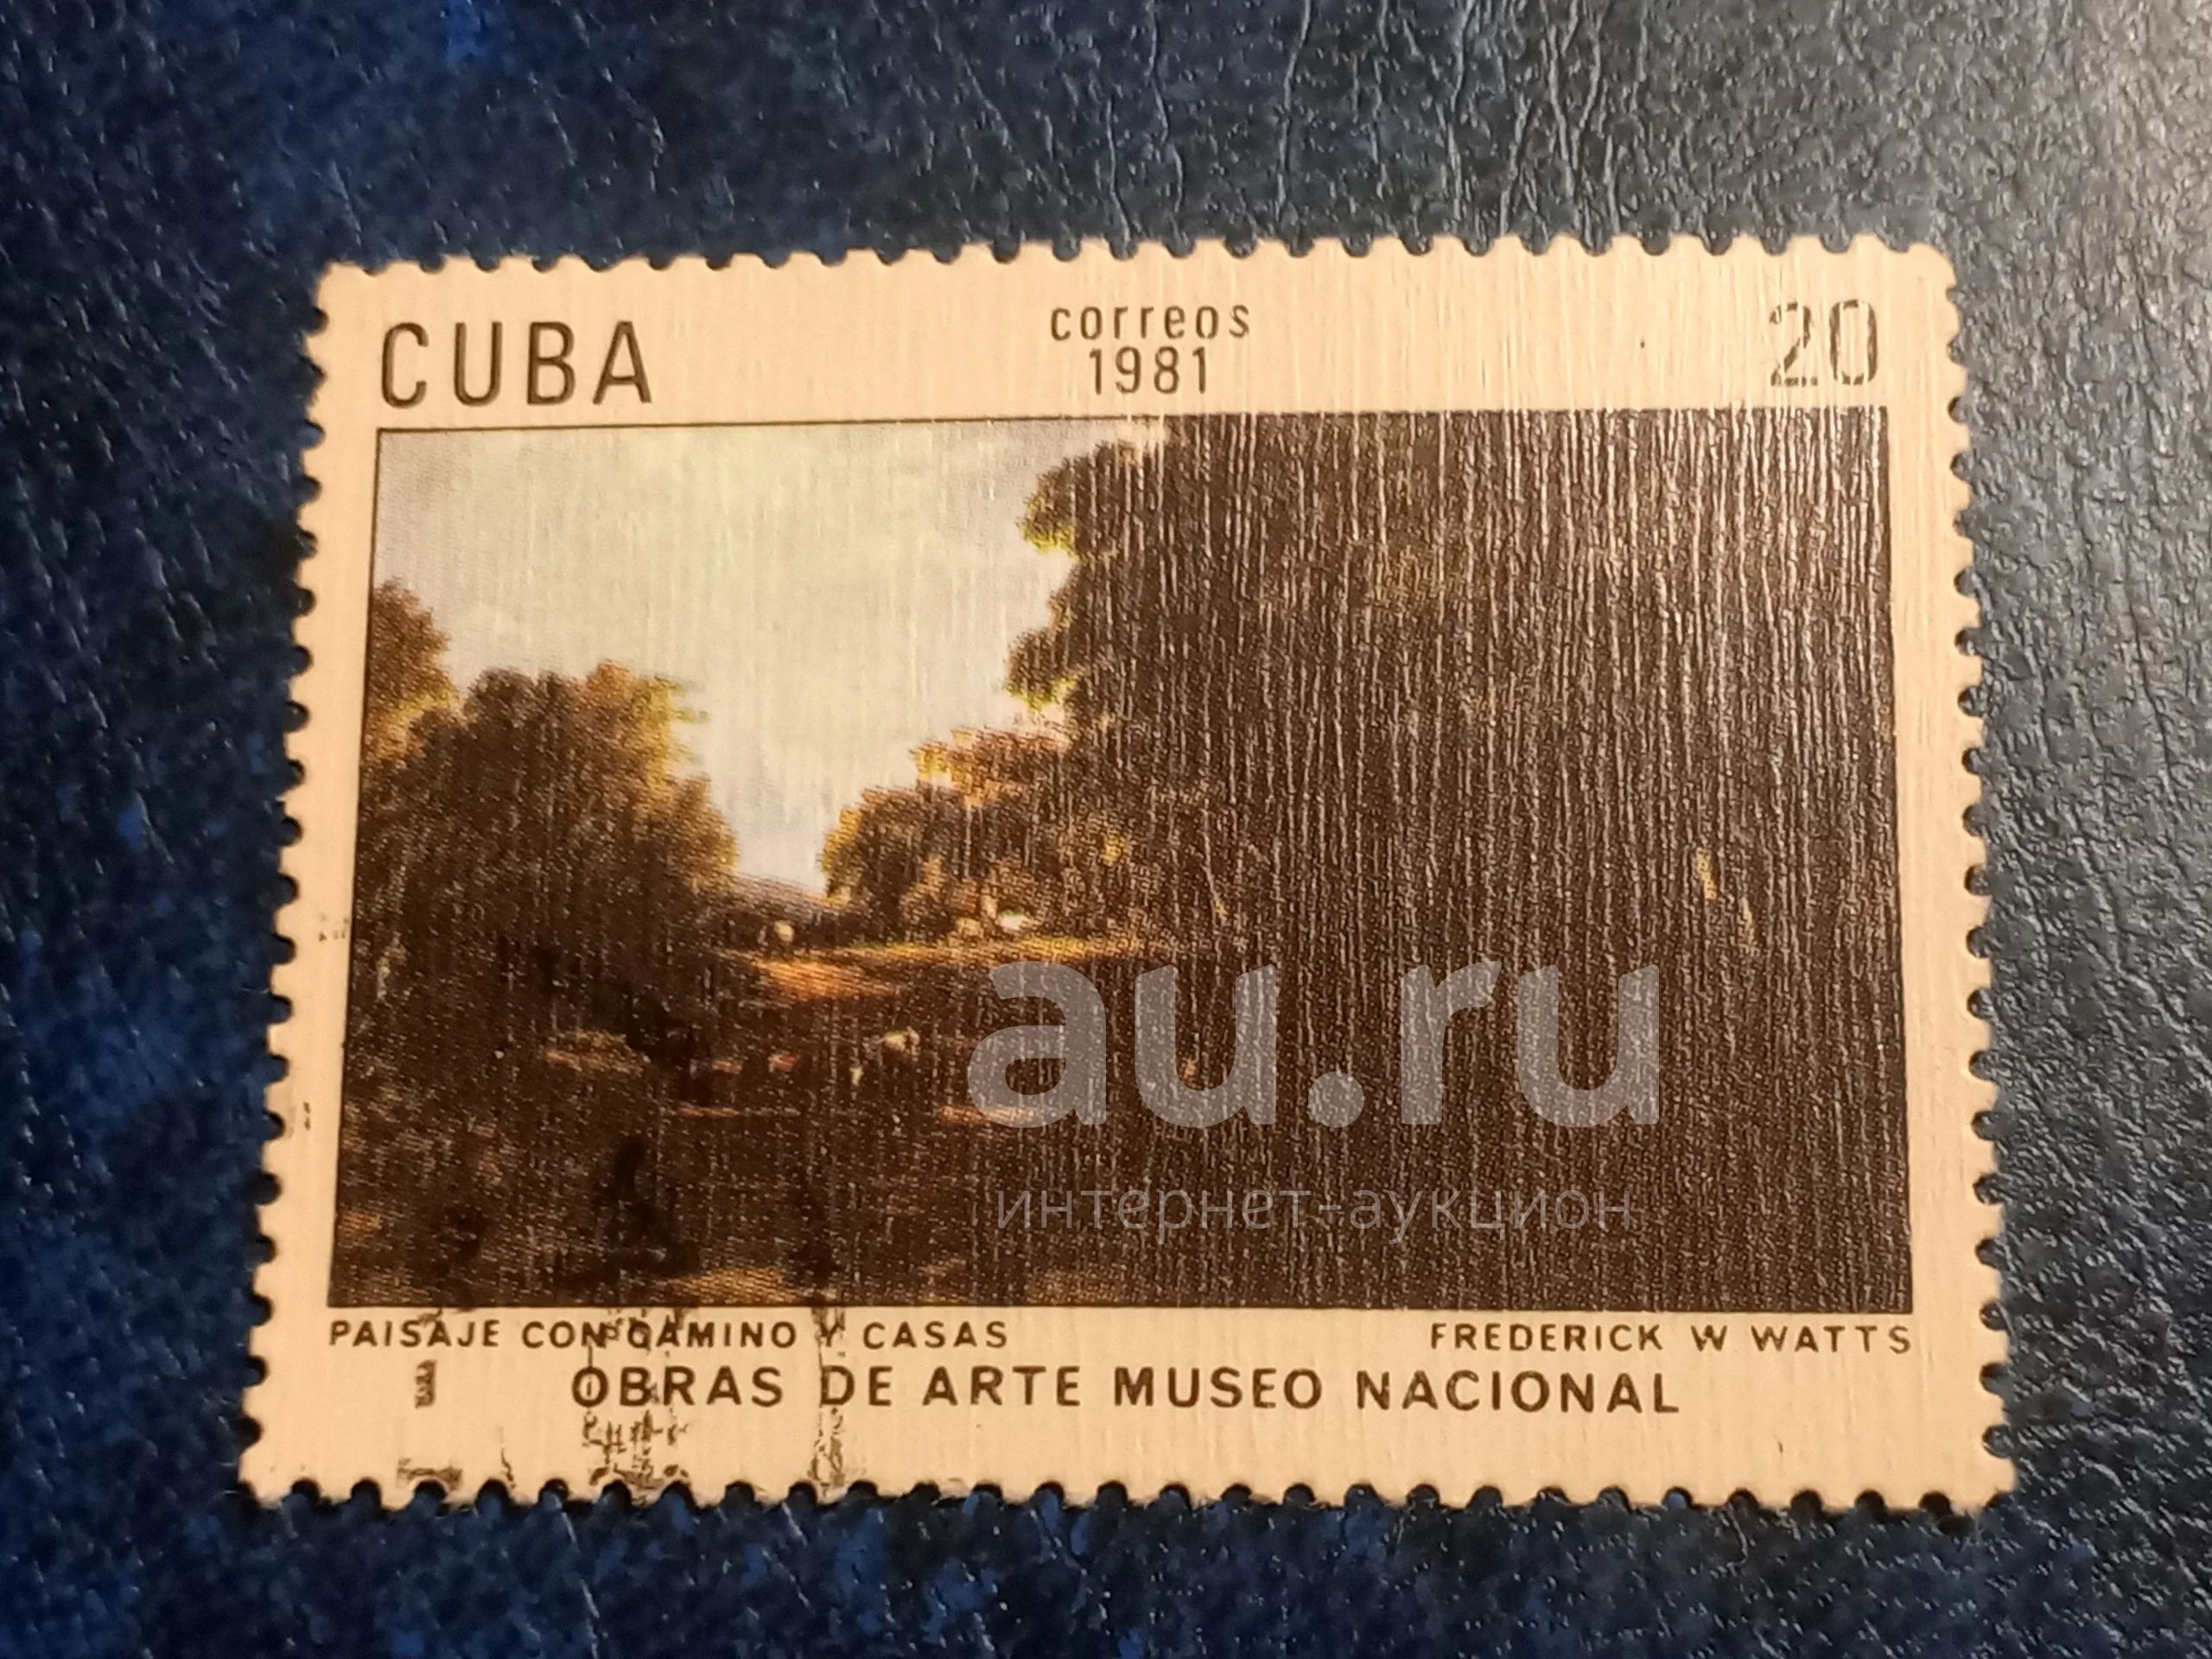 CUBA
correos
1981
20
au.ru
интернет-аукцион
PAISAJE CON CAMINO Y CASAS
FREDERICK W WATTS
OBRAS DE ARTE MUSEO NACIONAL